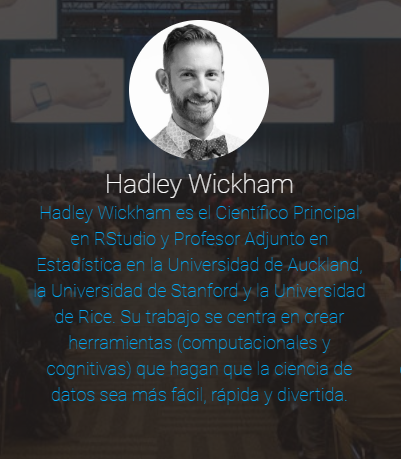 Hadley Wickham
Hadley Wickham es el Científico Principal
en RStudio y Profesor Adjunto en
Estadística en la Universidad de Auckland,
la Universidad de Stanford y la Universidad
de Rice. Su trabajo se centra en crear
herramientas (computacionales y
cognitivas) que hagan que la ciencia de
datos sea más fácil, rápida y divertida.